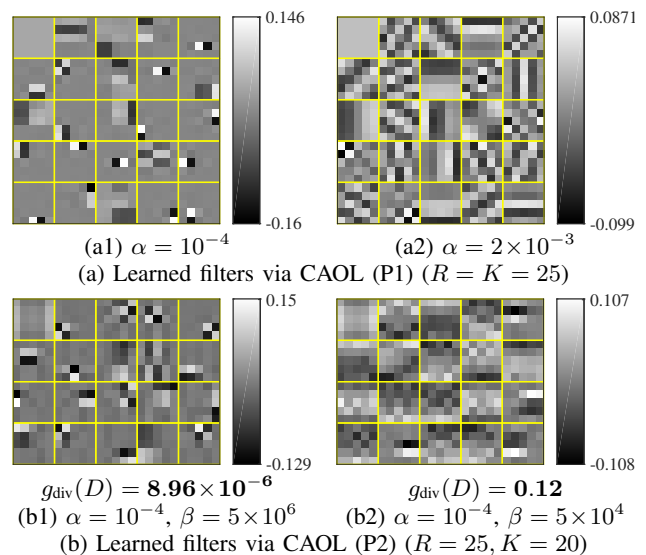 0.146
-0.16
0.0871
-0.099
(a1) α = 10⁻⁴
(a2) α = 2×10⁻³
(a) Learned filters via CAOL (P1) (R = K = 25)
0.15
-0.129
0.107
-0.108
g_div(D) = 8.96×10⁻⁶
g_div(D) = 0.12
(b1) α = 10⁻⁴, β = 5×10⁶
(b2) α = 10⁻⁴, β = 5×10⁴
(b) Learned filters via CAOL (P2) (R = 25, K = 20)